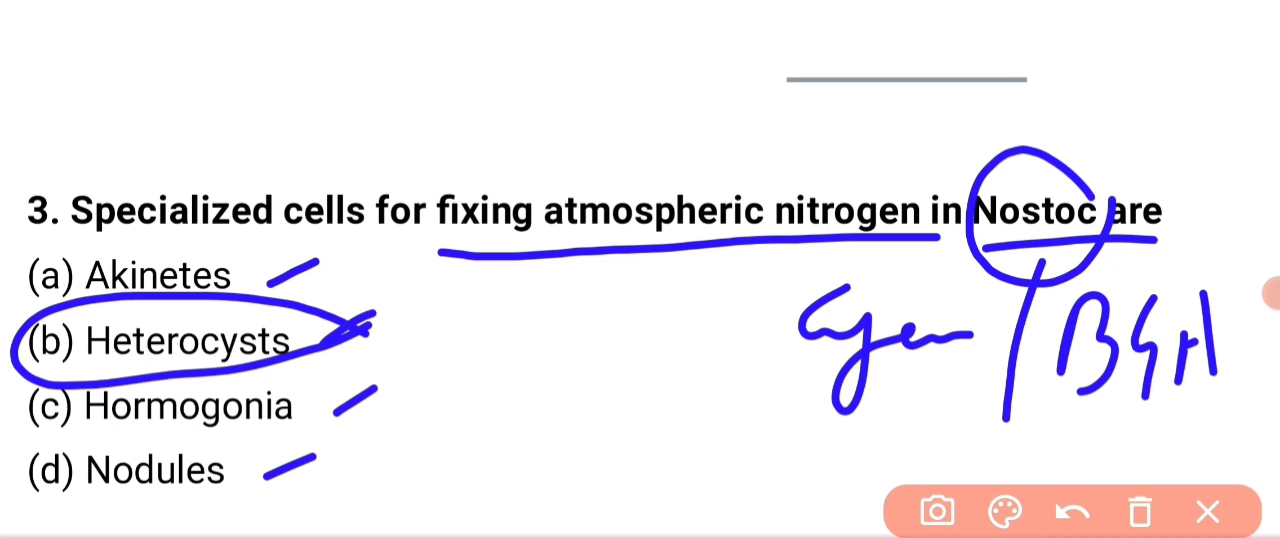 3. Specialized cells for fixing atmospheric nitrogen in Nostoc are
(a) Akinetes
(b) Heterocysts
(c) Hormogonia
(d) Nodules